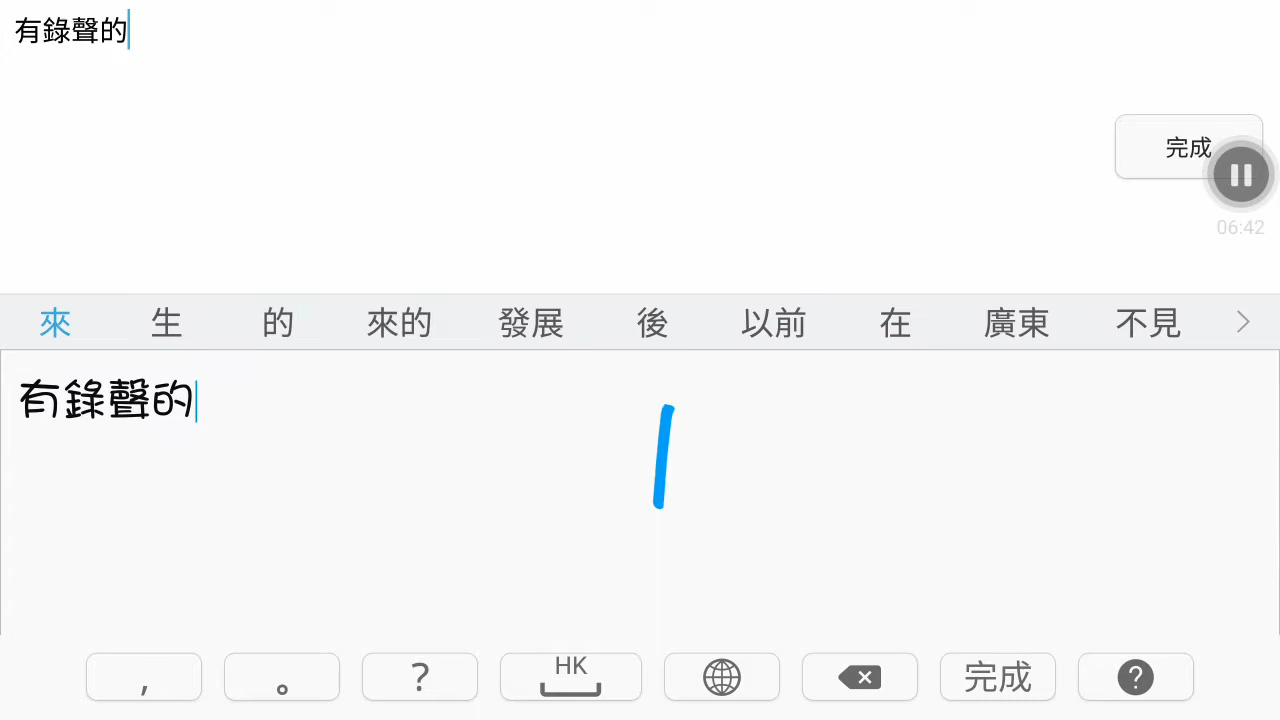 有錄聲的
完成
06:42
來 生 的 來的 發展 後 以前 在 廣東 不見
有錄聲的
, 。 ? HK 完成 ?